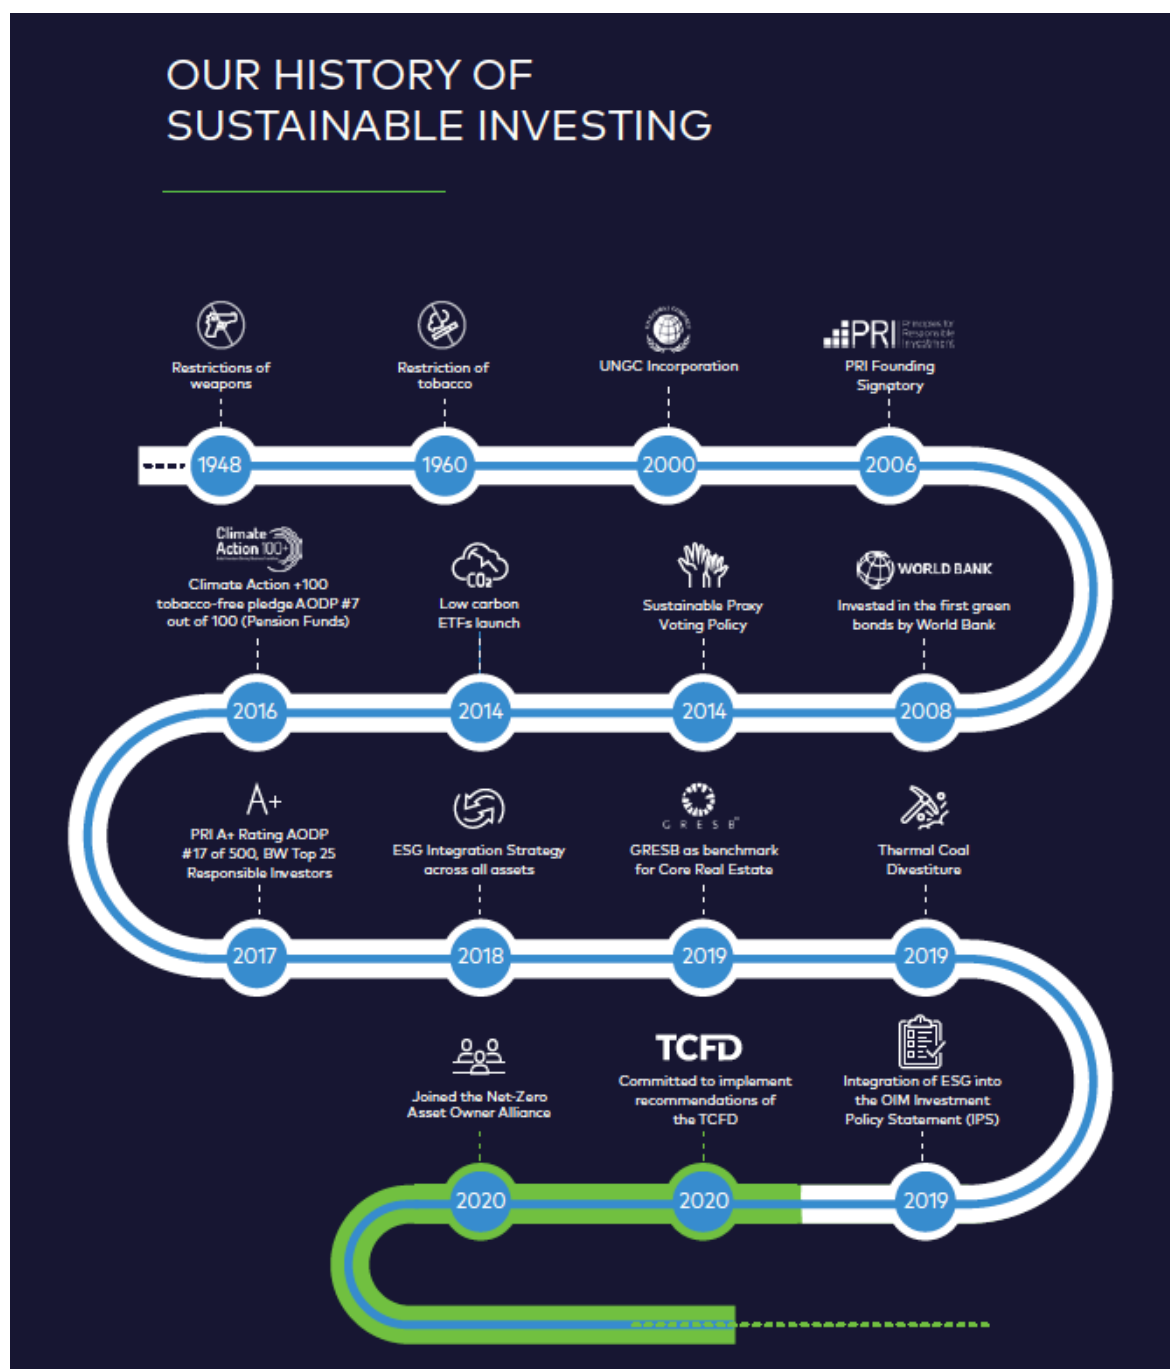 OUR HISTORY OF
SUSTAINABLE INVESTING
Restrictions of
weapons
1948
Restriction of
tobacco
1960
UNGC Incorporation
2000
PRI
Principles for
Responsible
Investment
PRI Founding
Signatory
2006
WORLD BANK
Invested in the first green
bonds by World Bank
2008
Sustainable Proxy
Voting Policy
2014
CO2
Low carbon
ETFs launch
2014
Climate
Action 100+
Climate Action +100
tobacco-free pledge AODP #7
out of 100 (Pension Funds)
2016
A+
PRI A+ Rating AODP
#17 of 500, BW Top 25
Responsible Investors
2017
ESG Integration Strategy
across all assets
2018
GRESB
GRESB as benchmark
for Core Real Estate
2019
Thermal Coal
Divestiture
2019
Integration of ESG into
the OIM Investment
Policy Statement (IPS)
2019
TCFD
Committed to implement
recommendations of
the TCFD
2020
Joined the Net-Zero
Asset Owner Alliance
2020